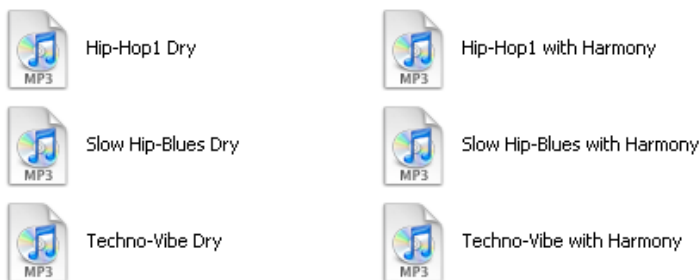 Hip-Hop1 Dry
MP3
Hip-Hop1 with Harmony
MP3
Slow Hip-Blues Dry
MP3
Slow Hip-Blues with Harmony
MP3
Techno-Vibe Dry
MP3
Techno-Vibe with Harmony
MP3